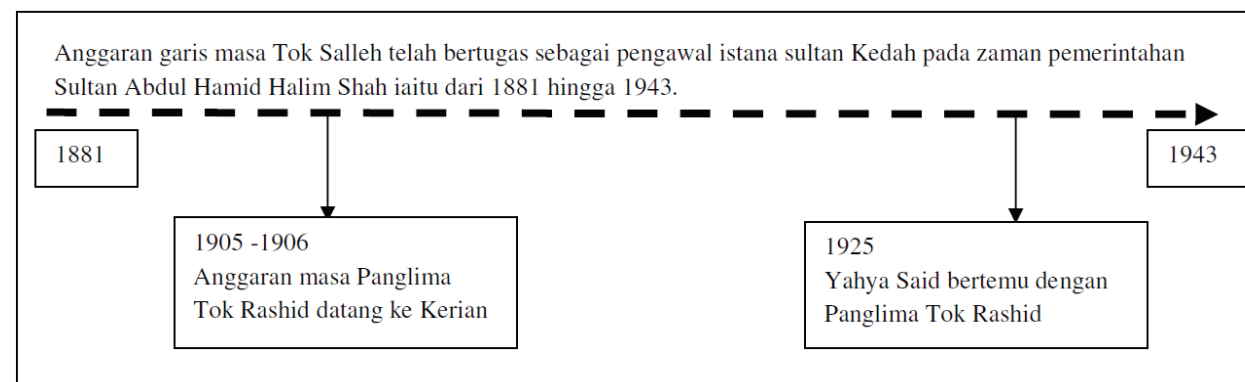 Anggaran garis masa Tok Salleh telah bertugas sebagai pengawal istana sultan Kedah pada zaman pemerintahan
Sultan Abdul Hamid Halim Shah iaitu dari 1881 hingga 1943.
1881
1943
1905 -1906
Anggaran masa Panglima
Tok Rashid datang ke Kerian
1925
Yahya Said bertemu dengan
Panglima Tok Rashid